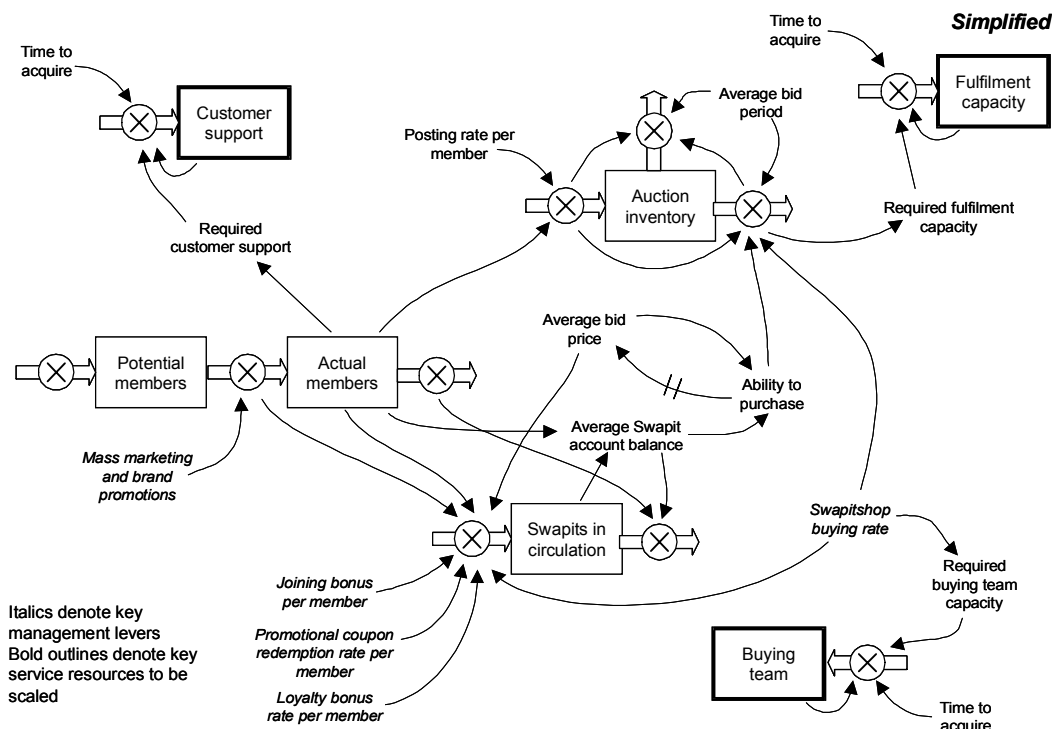 Simplified
Time to
acquire
Customer
support
Required
customer support
Posting rate per
member
Average bid
period
Auction
inventory
Time to
acquire
Fulfilment
capacity
Required fulfilment
capacity
Potential
members
Actual
members
Mass marketing
and brand
promotions
Average bid
price
Ability to
purchase
Average Swapit
account balance
Swapits in
circulation
Joining bonus
per member
Promotional coupon
redemption rate per
member
Loyalty bonus
rate per member
Swapitshop
buying rate
Required
buying team
capacity
Buying
team
Time to
acquire
Italics denote key
management levers
Bold outlines denote key
service resources to be
scaled